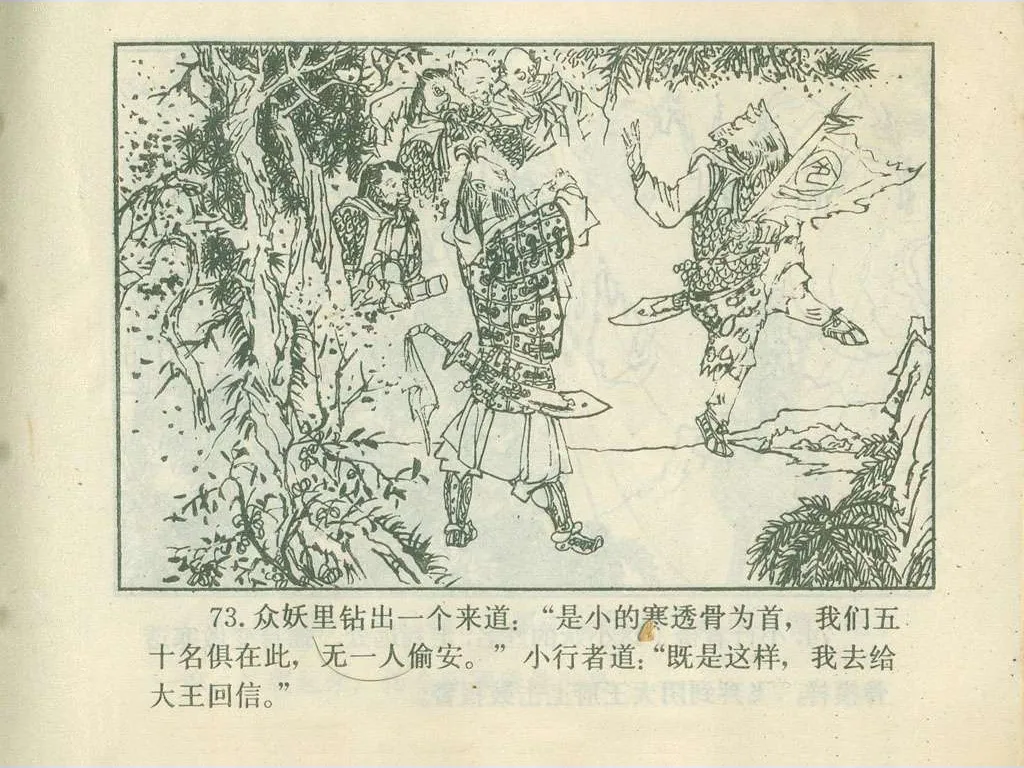 73. 众妖里钻出一个来道：“是小的寒透骨为首，我们五
十名俱在此，无一人偷安。”小行者道：“既是这样，我去给
大王回信。”